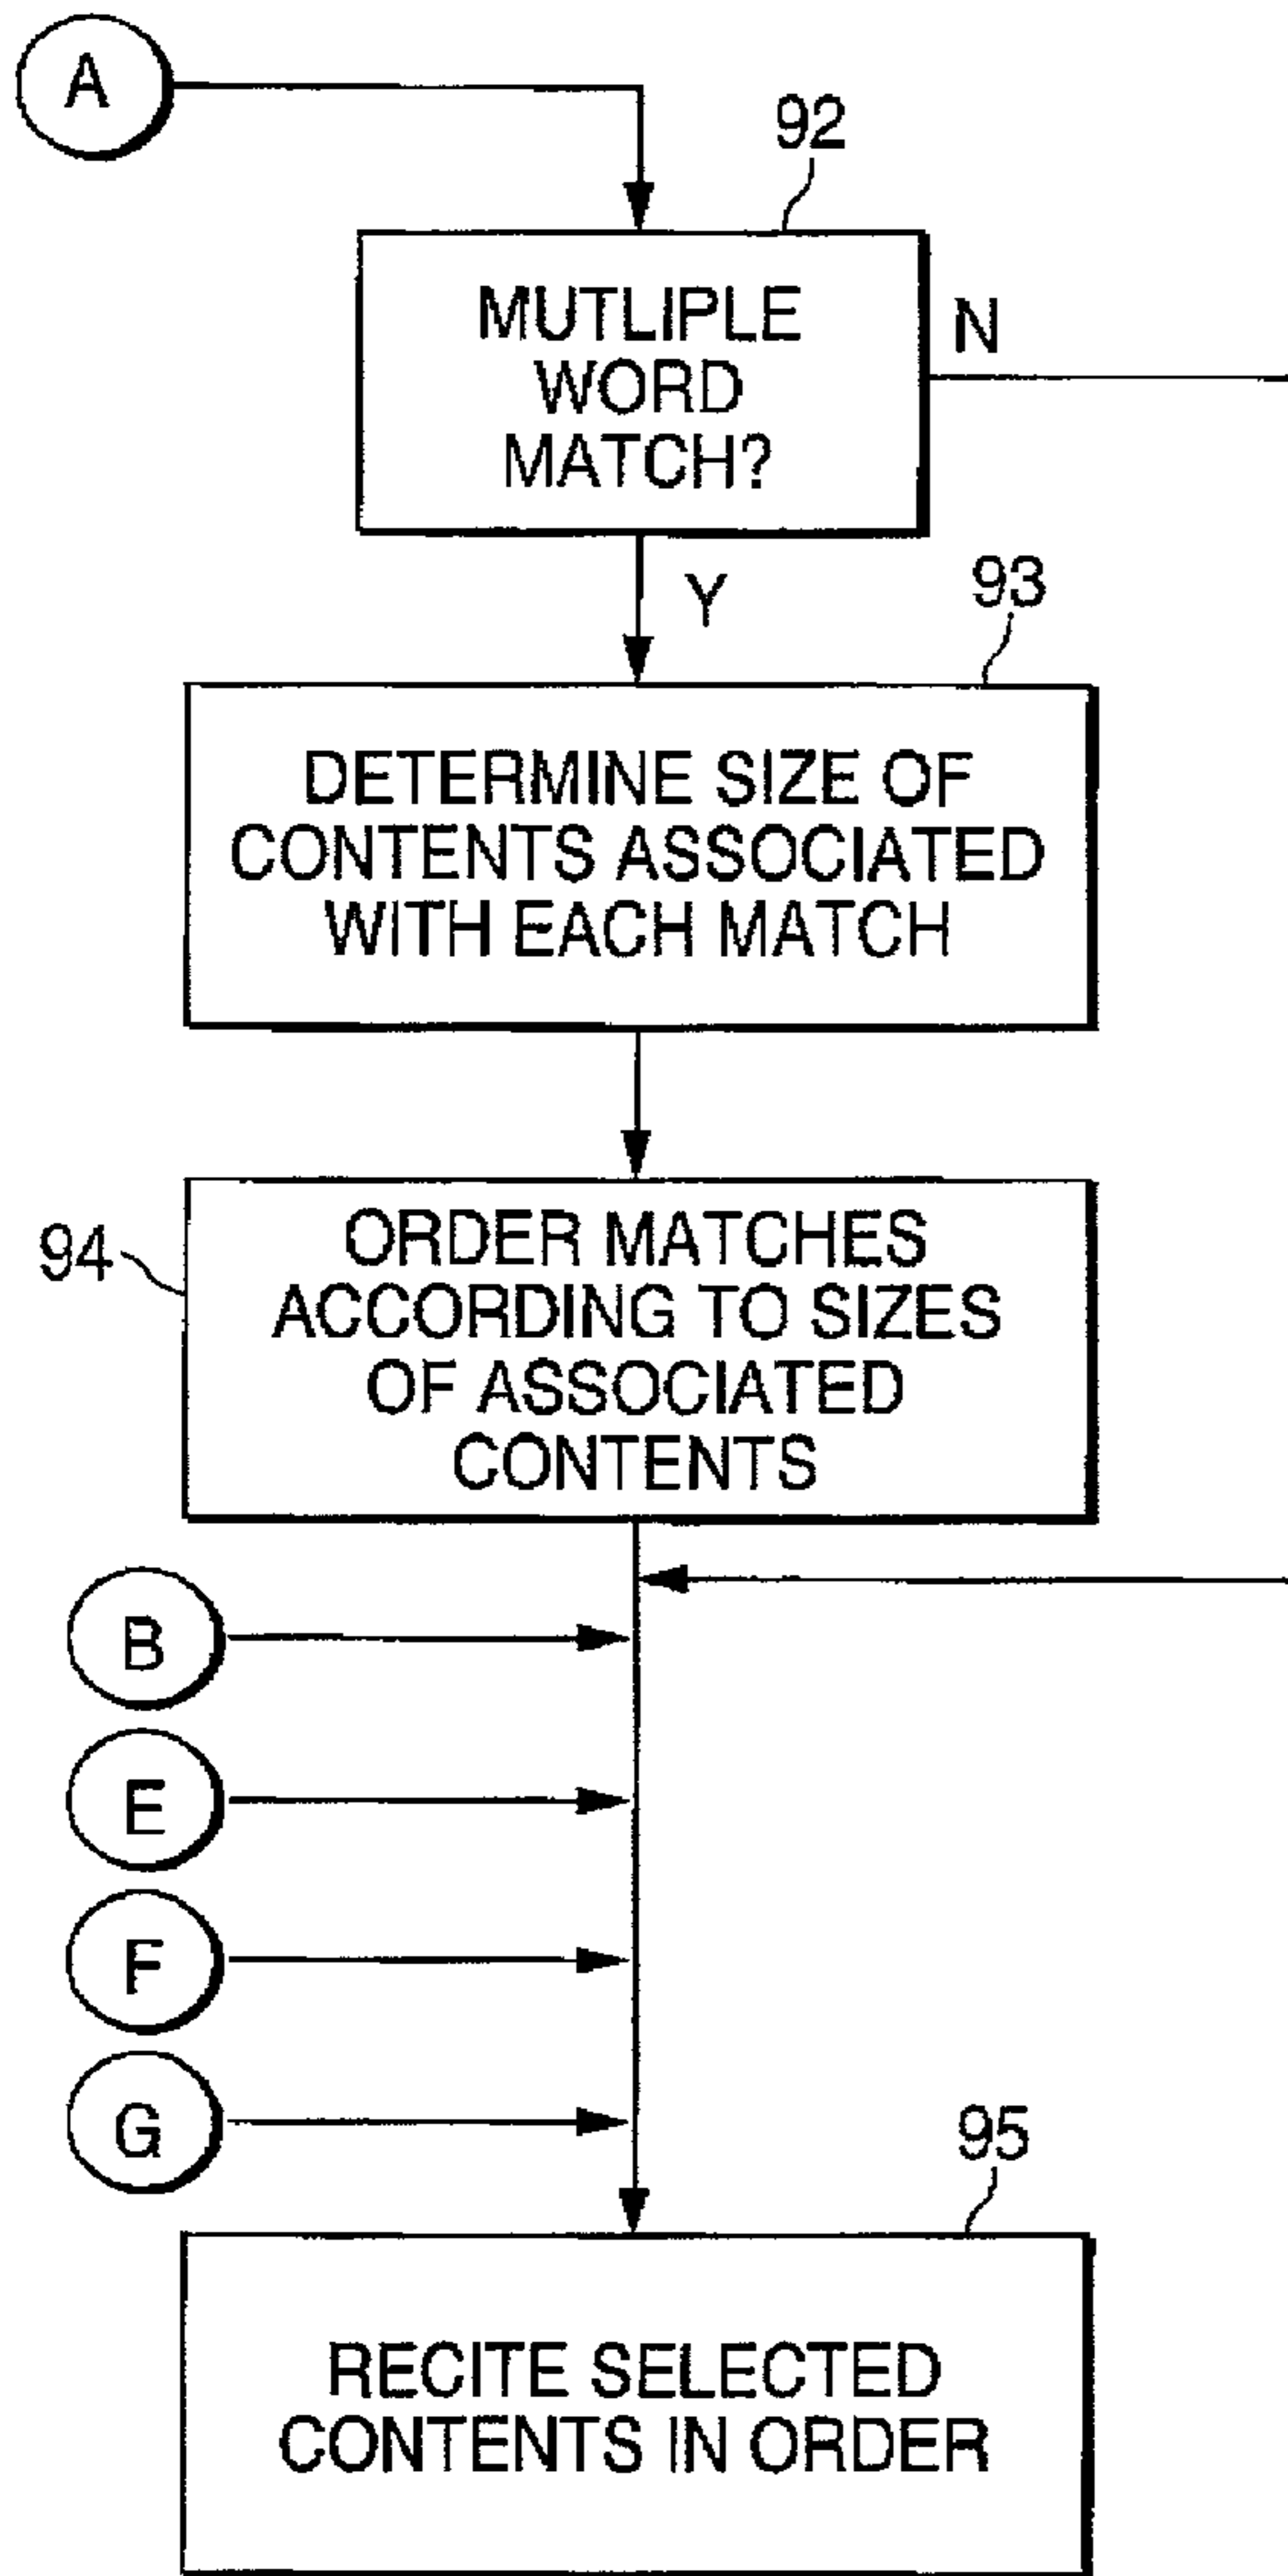 A
92
MUTLIPLE
WORD
MATCH?
N
Y
93
DETERMINE SIZE OF
CONTENTS ASSOCIATED
WITH EACH MATCH
94
ORDER MATCHES
ACCORDING TO SIZES
OF ASSOCIATED
CONTENTS
B
E
F
G
95
RECITE SELECTED
CONTENTS IN ORDER